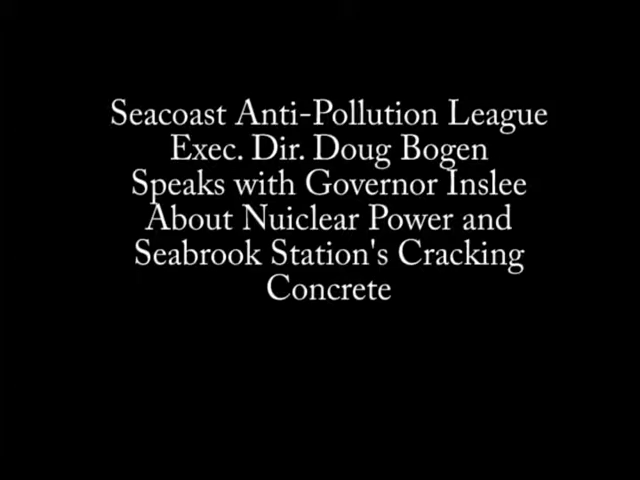 Seacoast Anti-Pollution League
Exec. Dir. Doug Bogen
Speaks with Governor Inslee
About Nuiclear Power and
Seabrook Station's Cracking
Concrete